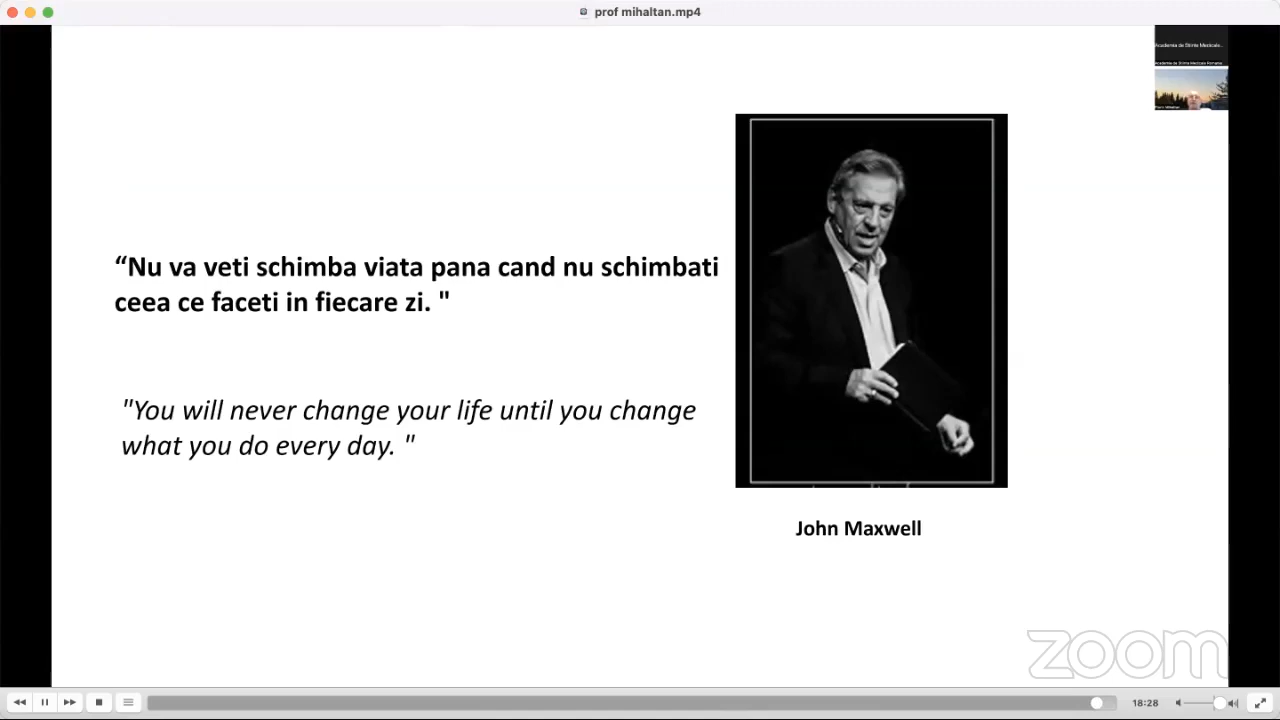 prof mihaltan.mp4
“Nu va veti schimba viata pana cand nu schimbati
ceea ce faceti in fiecare zi. "
"You will never change your life until you change
what you do every day. "
John Maxwell
zoom
18:28